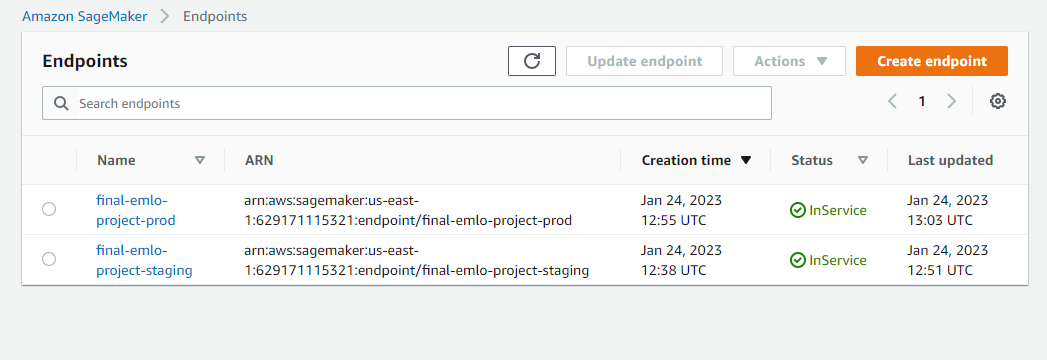 Amazon SageMaker > Endpoints
Endpoints
Update endpoint
Actions
Create endpoint
Search endpoints
1
Name ARN Creation time Status Last updated
final-emlo- arn:aws:sagemaker:us-east- Jan 24, 2023 InService Jan 24, 2023
project-prod 1:629171115321:endpoint/final-emlo-project-prod 12:55 UTC 13:03 UTC
final-emlo- arn:aws:sagemaker:us-east- Jan 24, 2023 InService Jan 24, 2023
project-staging 1:629171115321:endpoint/final-emlo-project-staging 12:38 UTC 12:51 UTC